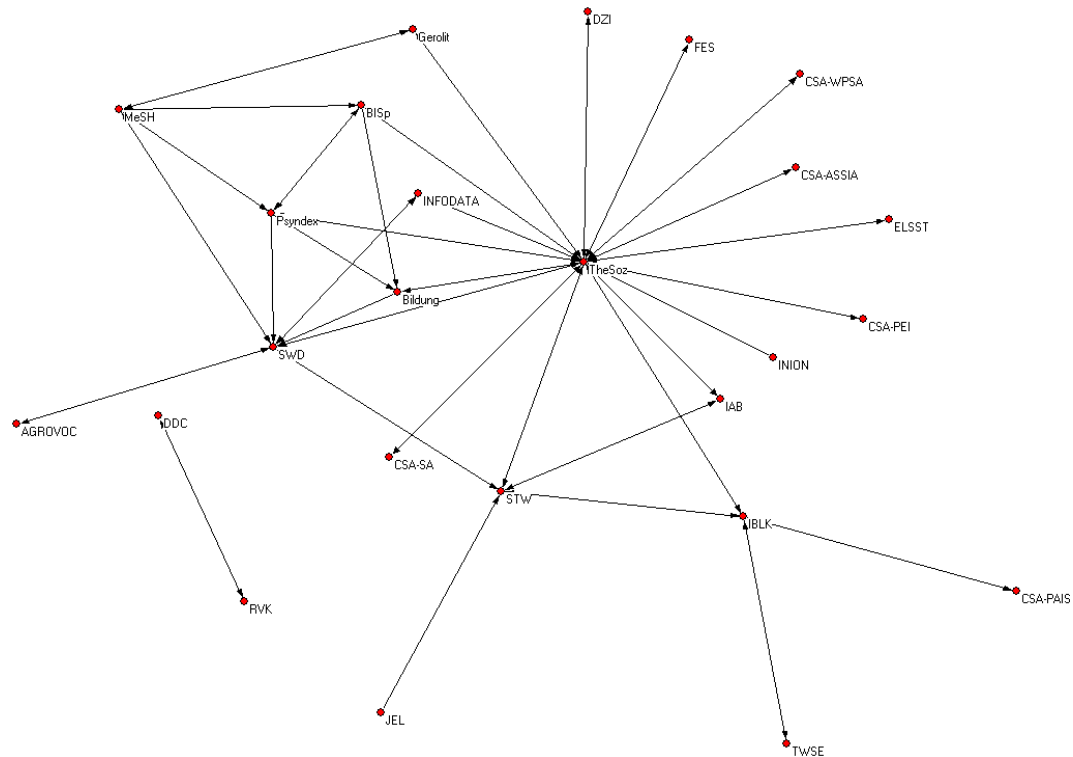 DZI
Gerolit
FES
CSA-WPSA
MeSH
BISp
CSA-ASSIA
INFODATA
Psyndex
ELSST
TheSoz
Bildung
CSA-PEI
SWD
INION
IAB
DDC
AGROVOC
CSA-SA
STW
IBLK
CSA-PAIS
RVK
JEL
TWSE